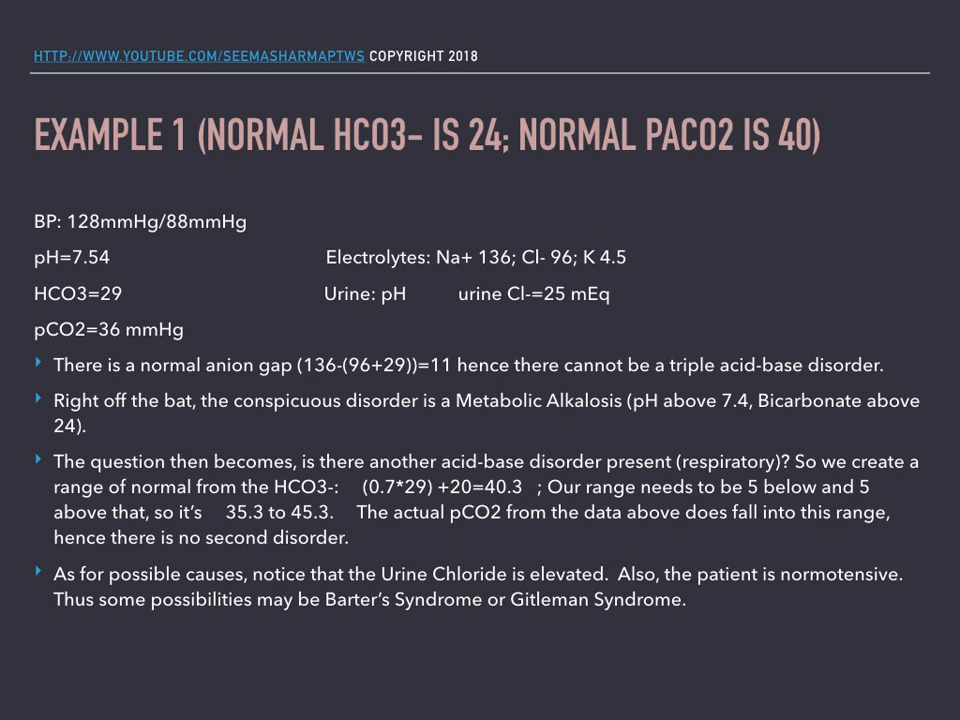 HTTP://WWW.YOUTUBE.COM/SEEMASHARMAPTWS COPYRIGHT 2018
EXAMPLE 1 (NORMAL HCO3- IS 24; NORMAL PACO2 IS 40)
BP: 128mmHg/88mmHg
pH=7.54 Electrolytes: Na+ 136; Cl- 96; K 4.5
HCO3=29 Urine: pH urine Cl-=25 mEq
pCO2=36 mmHg
There is a normal anion gap (136-(96+29))=11 hence there cannot be a triple acid-base disorder.
Right off the bat, the conspicuous disorder is a Metabolic Alkalosis (pH above 7.4, Bicarbonate above
24).
The question then becomes, is there another acid-base disorder present (respiratory)? So we create a
range of normal from the HCO3-: (0.7*29) +20=40.3 ; Our range needs to be 5 below and 5
above that, so it's 35.3 to 45.3. The actual pCO2 from the data above does fall into this range,
hence there is no second disorder.
As for possible causes, notice that the Urine Chloride is elevated. Also, the patient is normotensive.
Thus some possibilities may be Barter's Syndrome or Gitleman Syndrome.